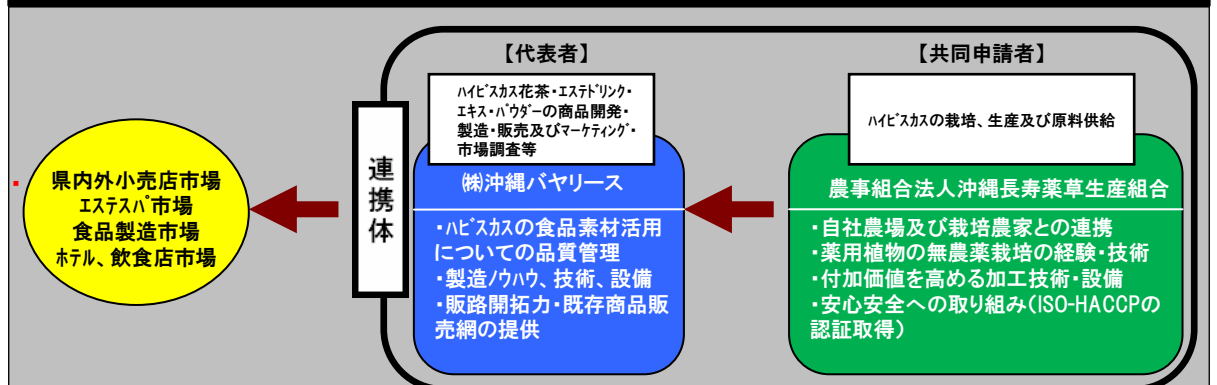 【代表者】
ﾊｲﾋﾞｽｶｽ花茶・ｴｽﾃﾄﾞﾘﾝｸ・
ｴｷｽ・ﾊﾟｳﾀﾞｰの商品開発・
製造・販売及びﾏｰｹﾃｨﾝｸﾞ・
市場調査等
㈱沖縄バヤリース
・ﾊﾋﾞｽｶｽの食品素材活用
についての品質管理
・製造ﾉｳﾊｳ、技術、設備
・販路開拓力・既存商品販
売網の提供
【共同申請者】
ﾊｲﾋﾞｽｶｽの栽培、生産及び原料供給
農事組合法人沖縄長寿薬草生産組合
・自社農場及び栽培農家との連携
・薬用植物の無農薬栽培の経験・技術
・付加価値を高める加工技術・設備
・安心安全への取り組み（ISO-HACCPの
認証取得）
連携体
県内外小売店市場
ｴｽﾃｽﾊﾟ市場
食品製造市場
ﾎﾃﾙ、飲食店市場